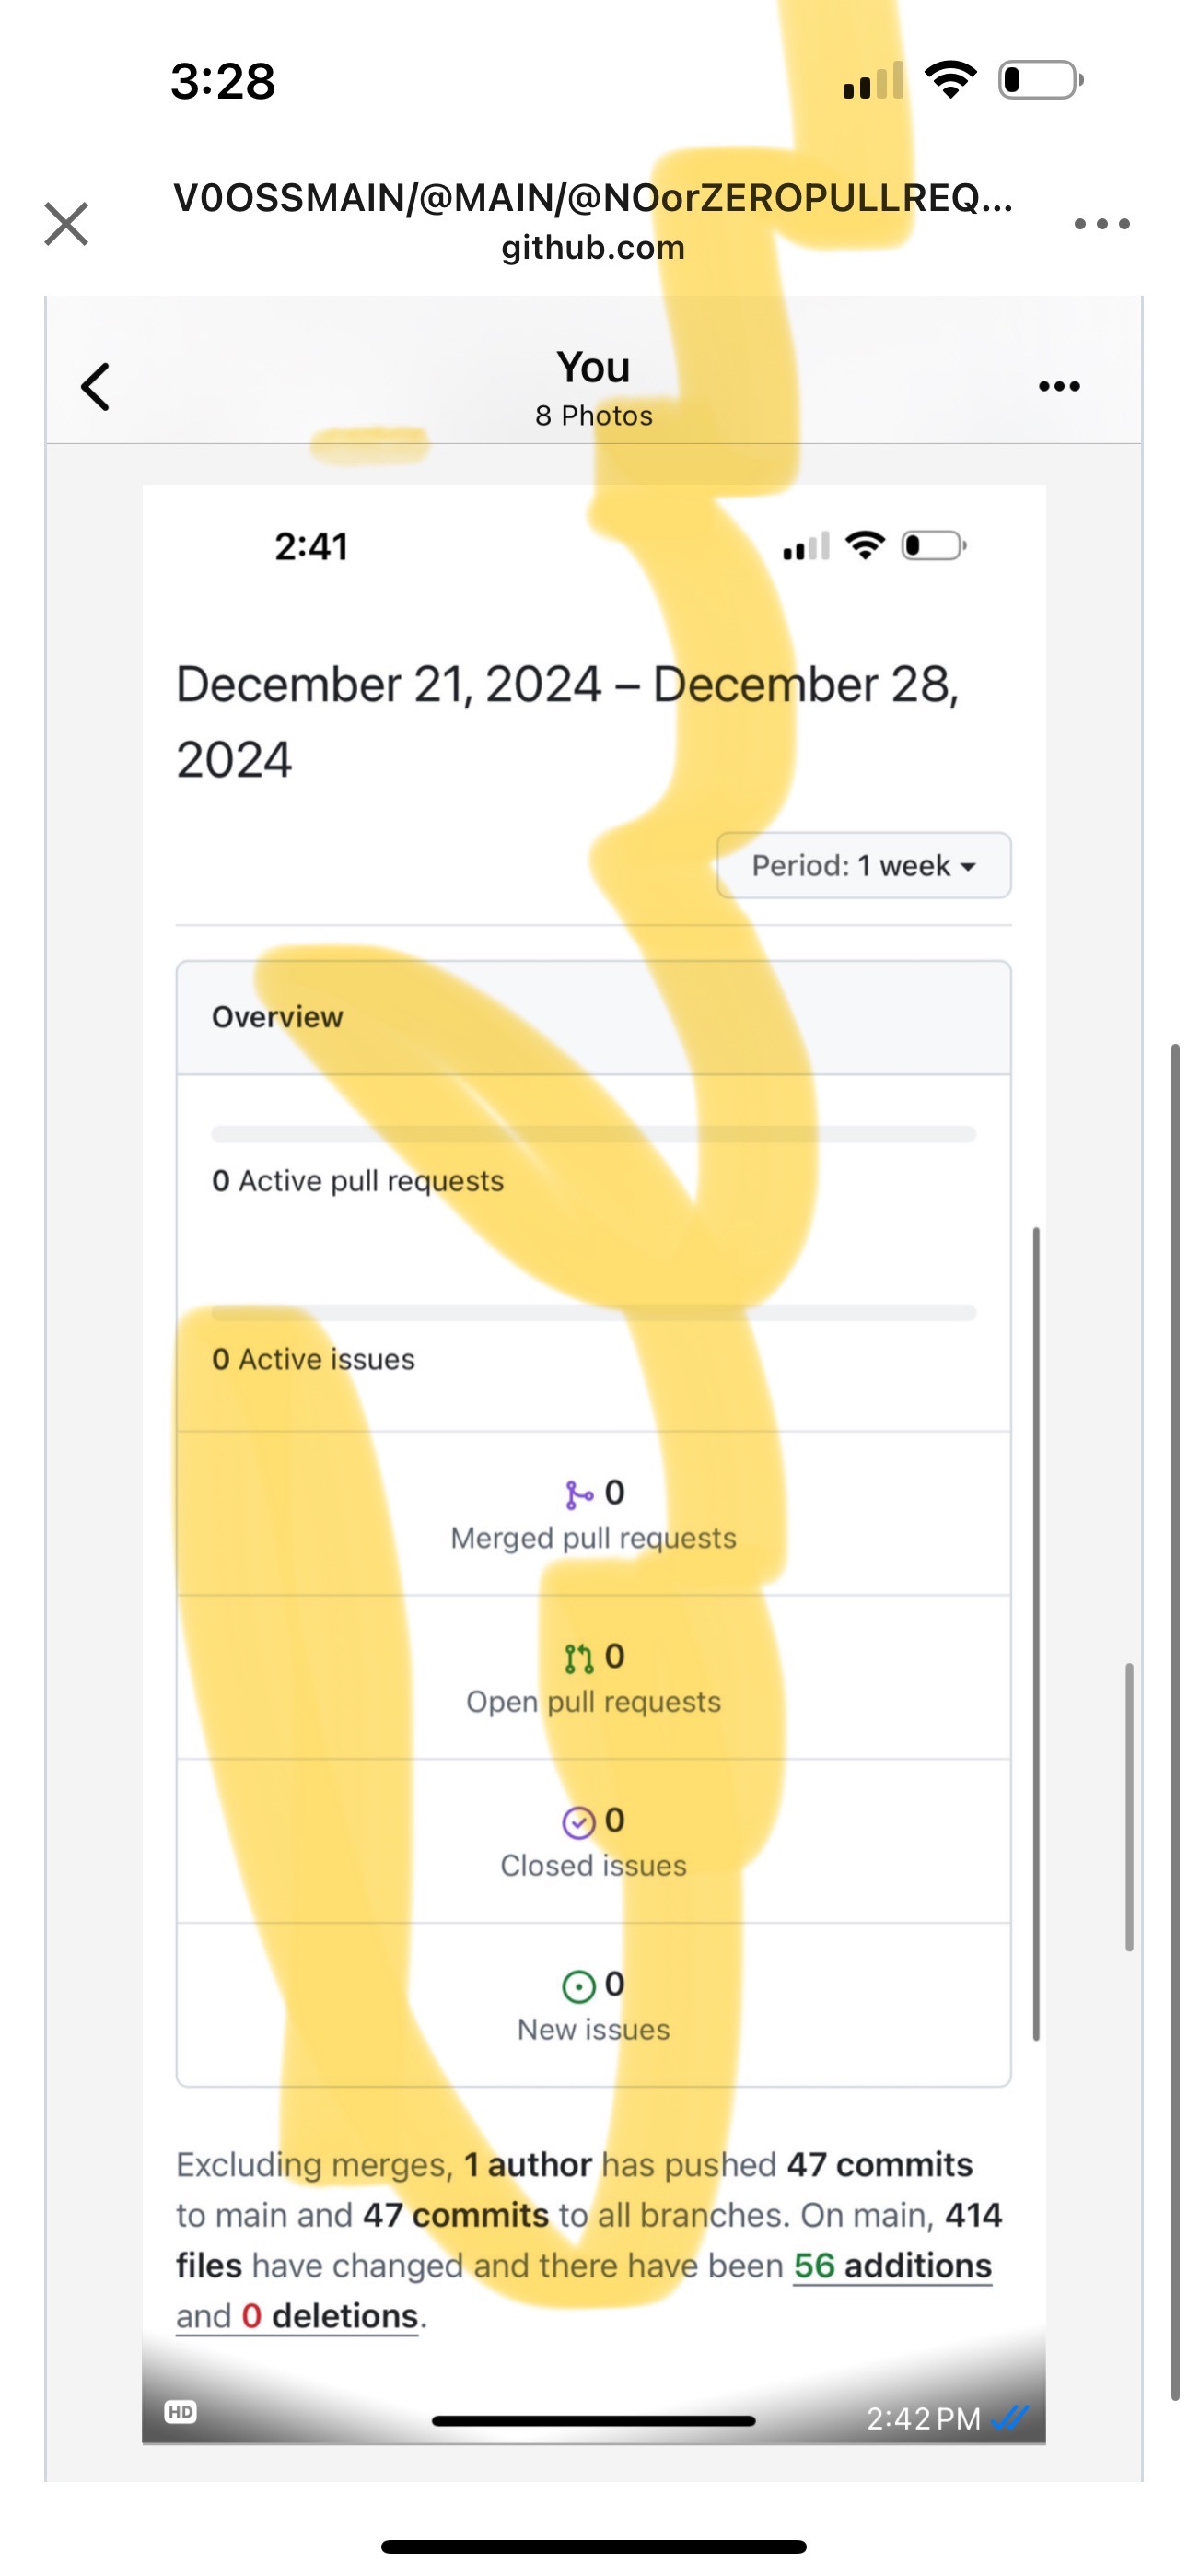 3:28
V0OSSMAIN/@MAIN/@NOorZEROPULLREQ...
github.com
You
8 Photos
2:41
December 21, 2024 – December 28,
2024
Period: 1 week
Overview
0 Active pull requests
0 Active issues
0
Merged pull requests
0
Open pull requests
0
Closed issues
0
New issues
Excluding merges, 1 author has pushed 47 commits
to main and 47 commits to all branches. On main, 414
files have changed and there have been 56 additions
and 0 deletions.
HD
2:42 PM